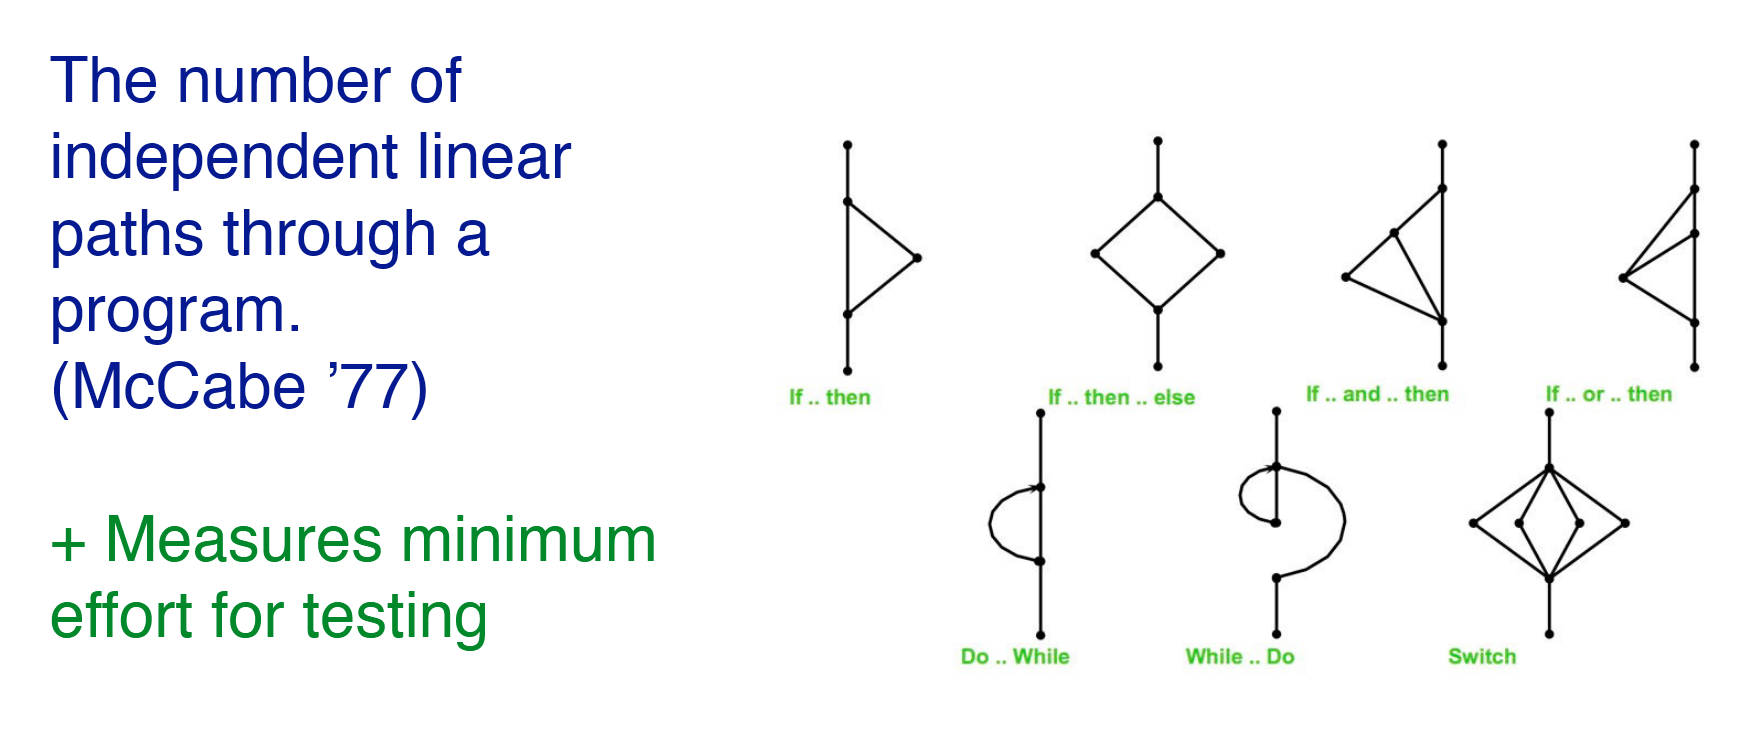 The number of
independent linear
paths through a
program.
(McCabe ’77)
+ Measures minimum
effort for testing
If .. then
If .. then .. else
If .. and .. then
If .. or .. then
Do .. While
While .. Do
Switch